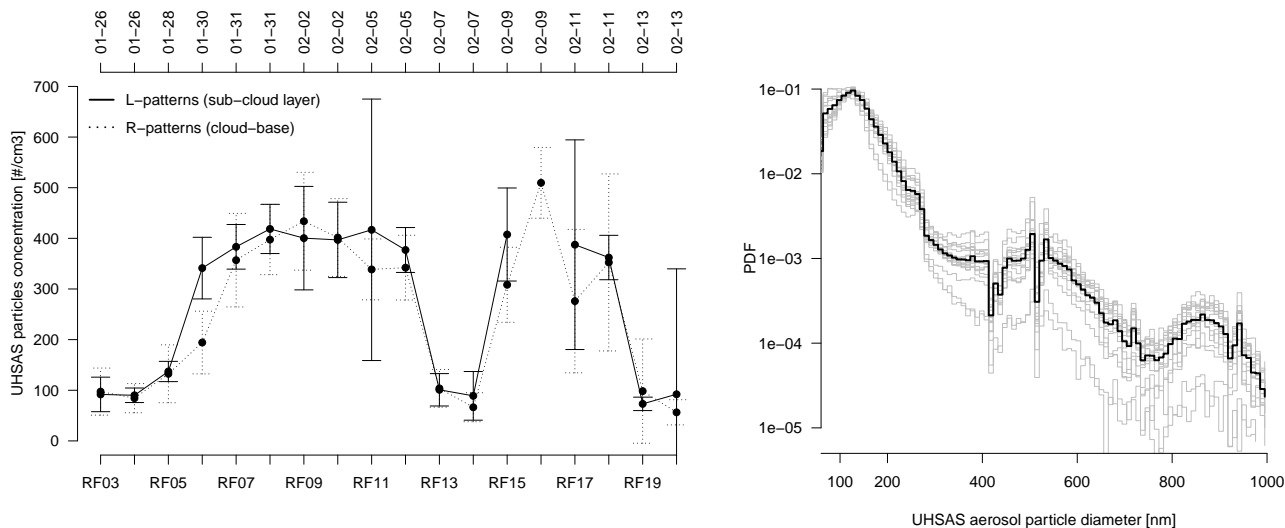 01−26
01−26
01−28
01−30
01−31
01−31
02−02
02−02
02−05
02−05
02−07
02−07
02−09
02−09
02−11
02−11
02−13
02−13
700
600
500
400
300
200
100
0
UHSAS particles concentration [#/cm3]
L−patterns (sub−cloud layer)
R−patterns (cloud−base)
RF03 RF05 RF07 RF09 RF11 RF13 RF15 RF17 RF19
1e−01
1e−02
1e−03
1e−04
1e−05
PDF
100 200 400 600 800 1000
UHSAS aerosol particle diameter [nm]